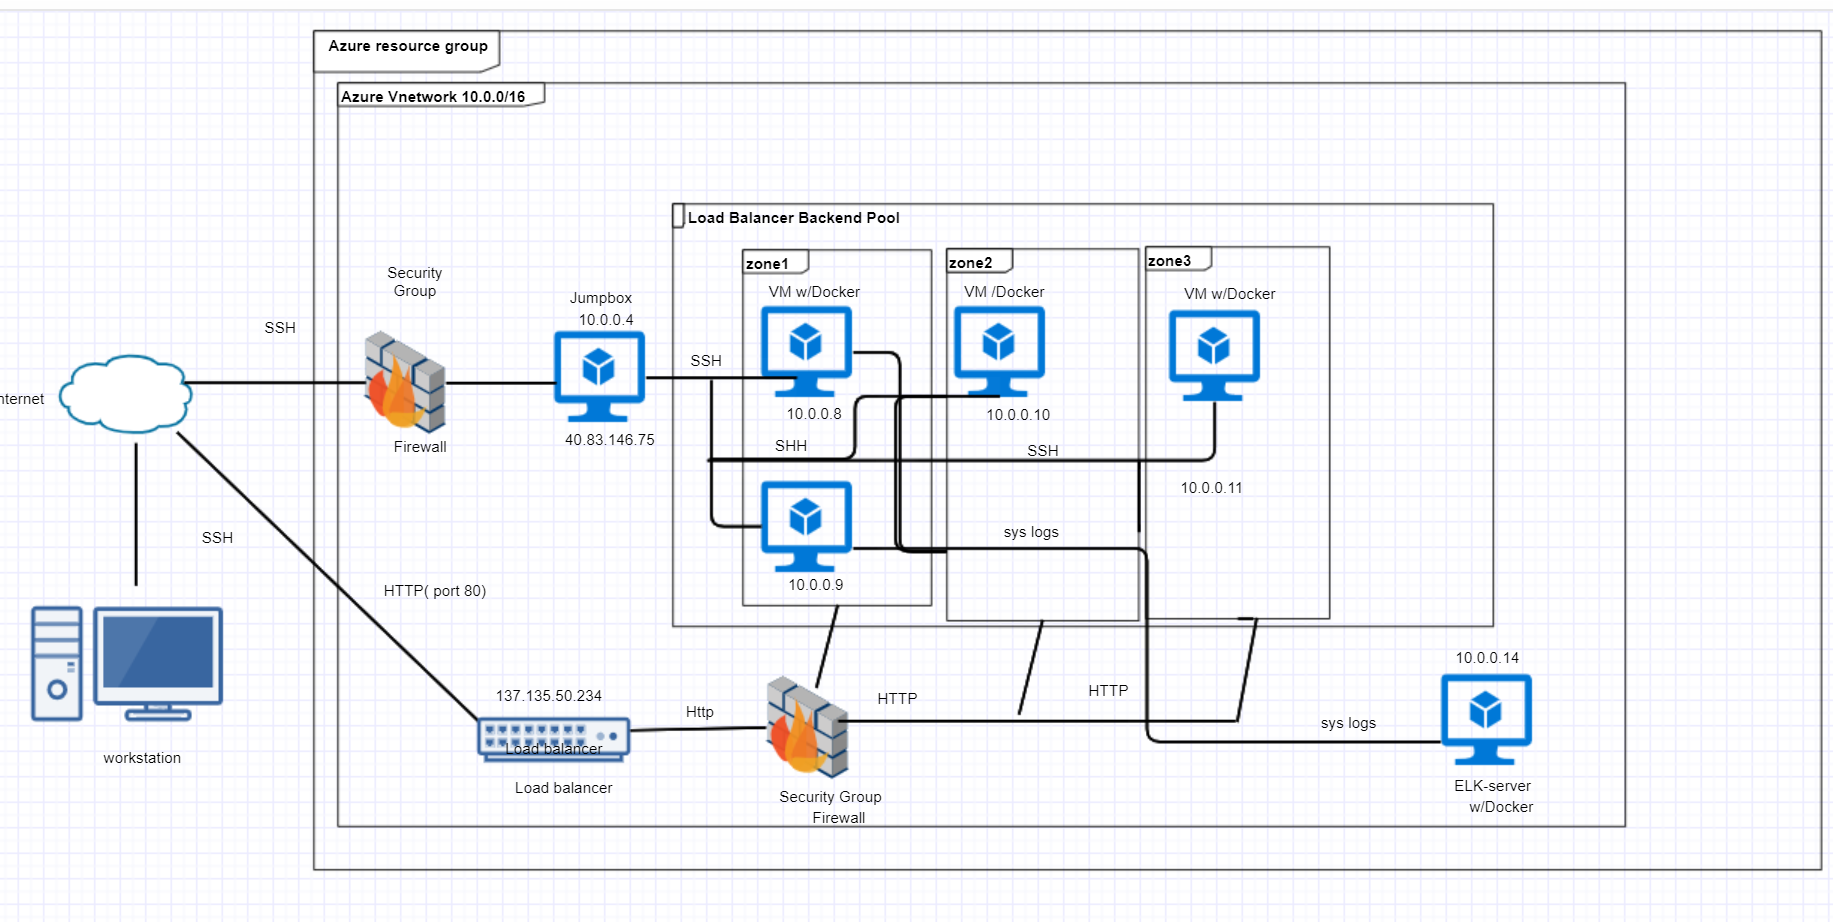 Azure resource group
Azure Vnetwork 10.0.0/16
Load Balancer Backend Pool
zone1
zone2
zone3
VM w/Docker
VM /Docker
VM w/Docker
Security
Group
Jumpbox
10.0.0.4
SSH
SSH
nternet
Firewall
40.83.146.75
10.0.0.8
10.0.0.10
SHH
SSH
10.0.0.11
SSH
sys logs
HTTP( port 80)
10.0.0.9
10.0.0.14
137.135.50.234
Http
HTTP
HTTP
sys logs
Load balancer
workstation
Load balancer
Security Group
Firewall
ELK-server
w/Docker